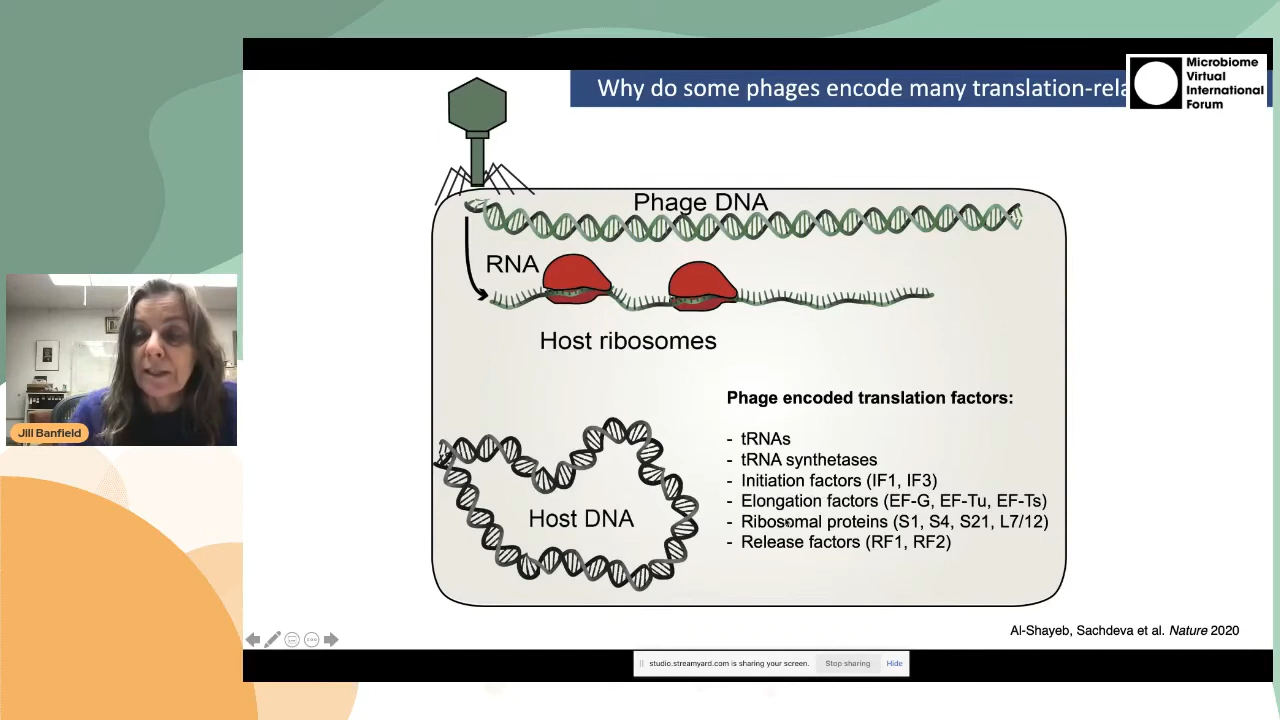 Why do some phages encode many translation-rela
Microbiome
Virtual
International
Forum
Phage DNA
RNA
Host ribosomes
Phage encoded translation factors:
- tRNAs
- tRNA synthetases
- Initiation factors (IF1, IF3)
- Elongation factors (EF-G, EF-Tu, EF-Ts)
- Ribosomal proteins (S1, S4, S21, L7/12)
- Release factors (RF1, RF2)
Host DNA
Jill Banfield
Al-Shayeb, Sachdeva et al. Nature 2020
studio.streamyard.com is sharing your screen.
Stop sharing
Hide